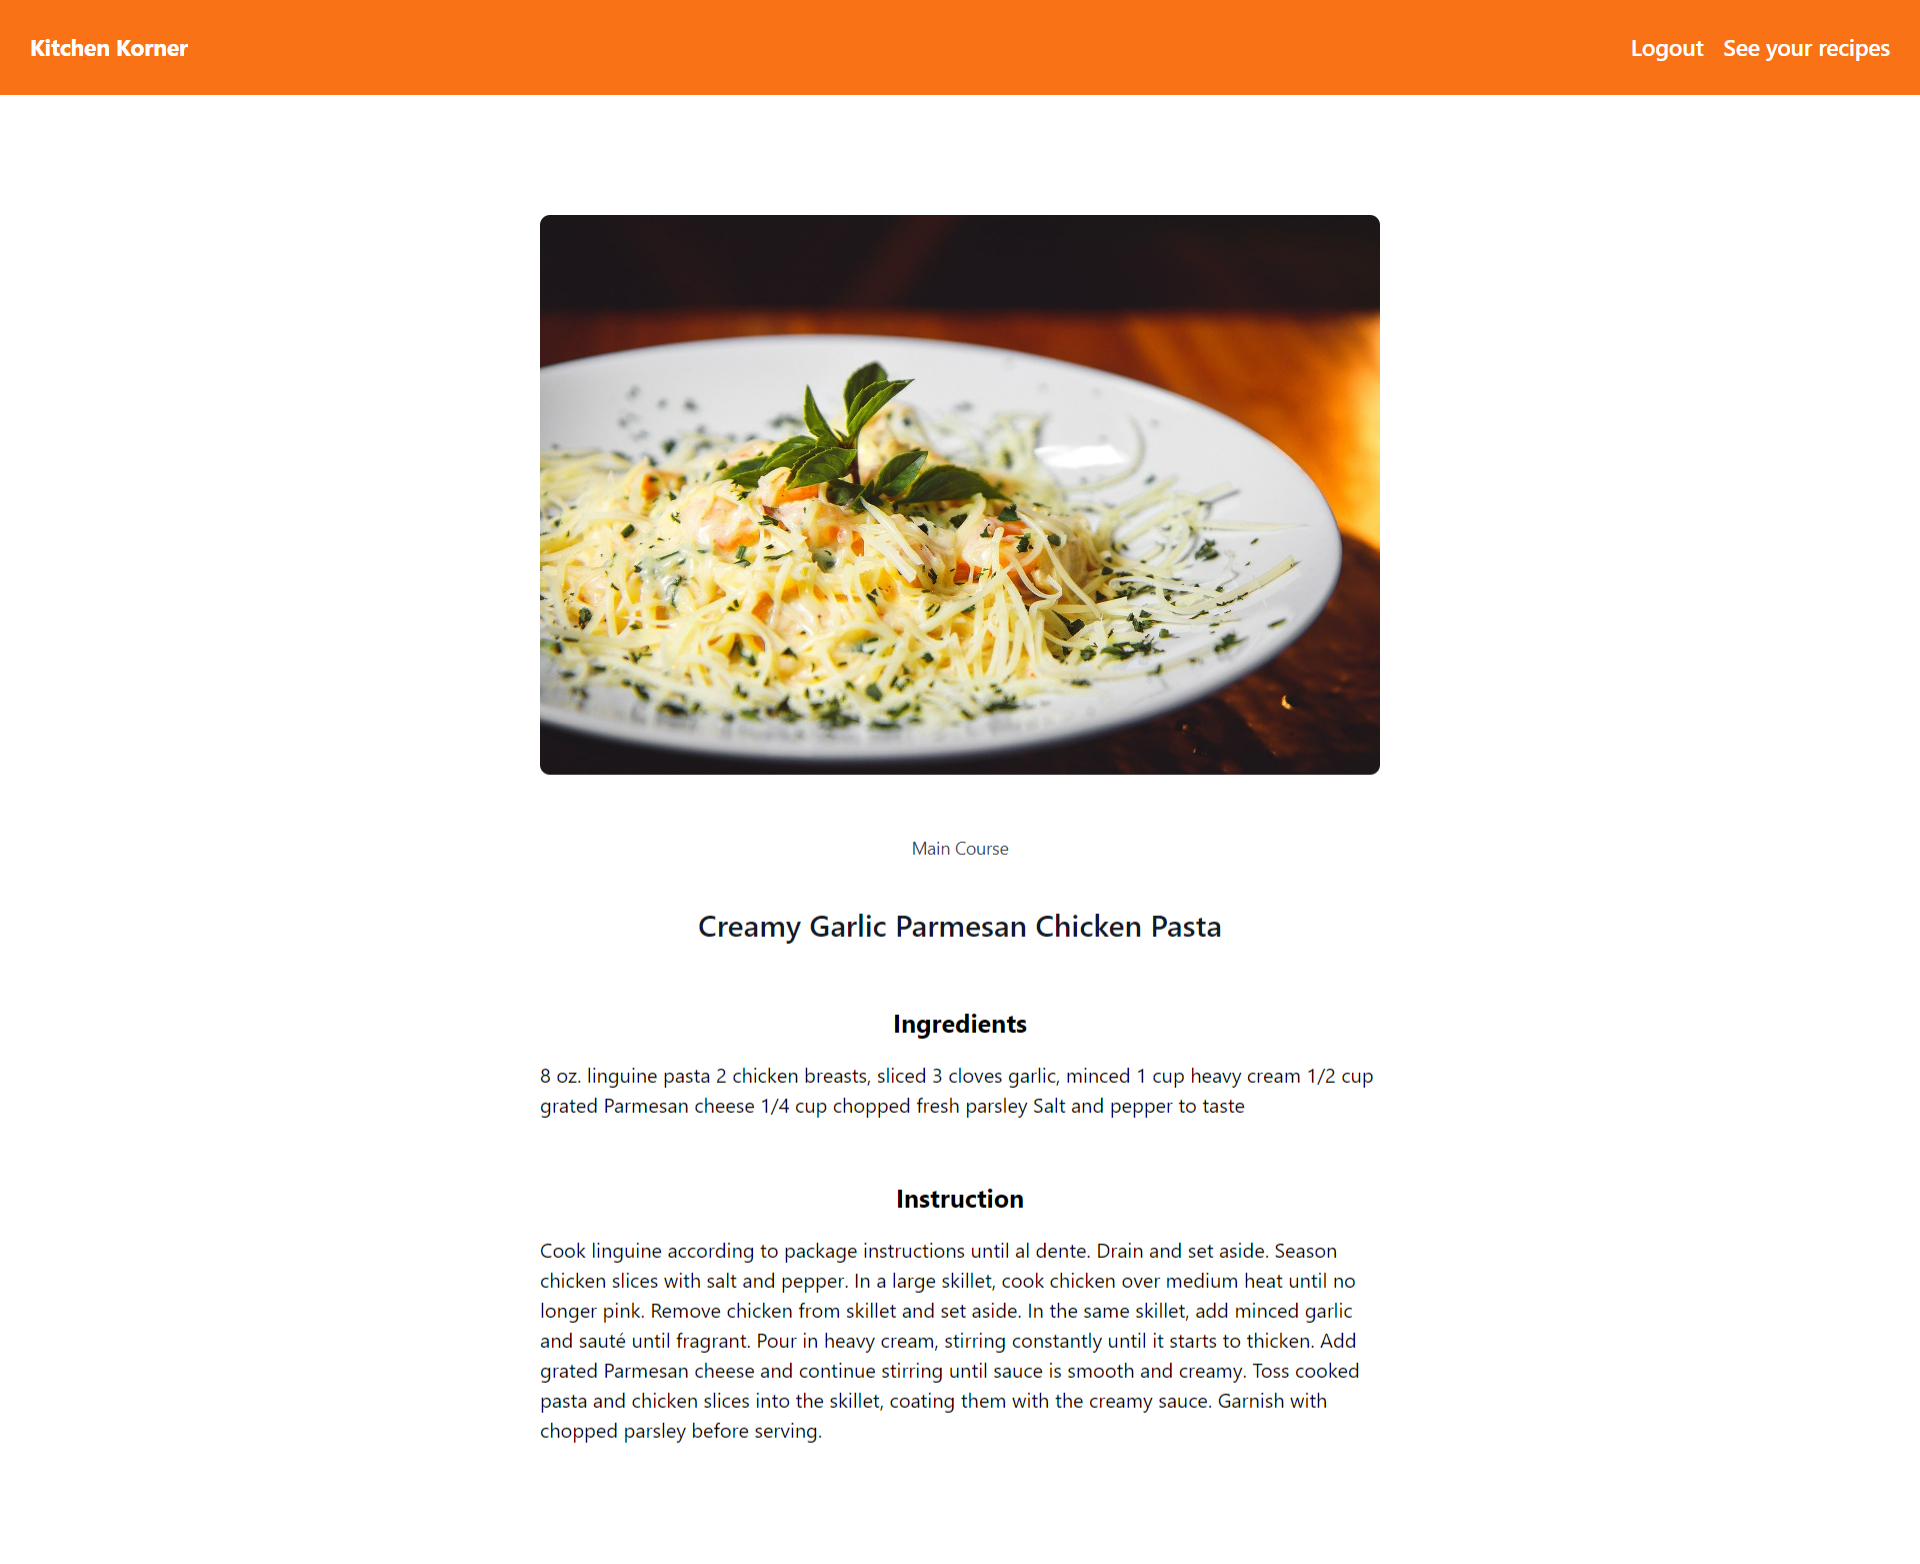 Kitchen Korner
Logout See your recipes
Main Course
Creamy Garlic Parmesan Chicken Pasta
Ingredients
8 oz. linguine pasta 2 chicken breasts, sliced 3 cloves garlic, minced 1 cup heavy cream 1/2 cup
grated Parmesan cheese 1/4 cup chopped fresh parsley Salt and pepper to taste
Instruction
Cook linguine according to package instructions until al dente. Drain and set aside. Season
chicken slices with salt and pepper. In a large skillet, cook chicken over medium heat until no
longer pink. Remove chicken from skillet and set aside. In the same skillet, add minced garlic
and sauté until fragrant. Pour in heavy cream, stirring constantly until it starts to thicken. Add
grated Parmesan cheese and continue stirring until sauce is smooth and creamy. Toss cooked
pasta and chicken slices into the skillet, coating them with the creamy sauce. Garnish with
chopped parsley before serving.